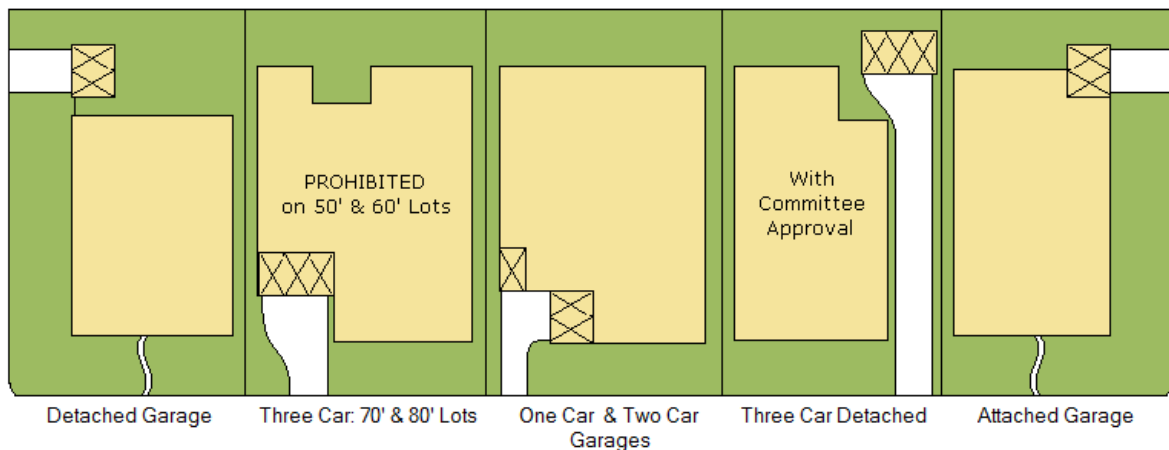 PROHIBITED
on 50' & 60' Lots
With
Committee
Approval
Detached Garage
Three Car: 70' & 80' Lots
One Car & Two Car
Garages
Three Car Detached
Attached Garage